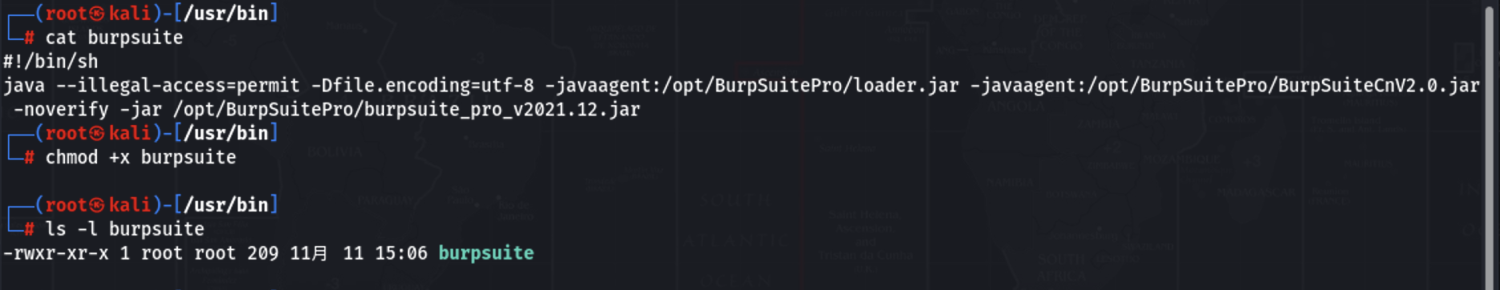 ┌──(root㉿kali)-[/usr/bin]
└─# cat burpsuite
#!/bin/sh
java --illegal-access=permit -Dfile.encoding=utf-8 -javaagent:/opt/BurpSuitePro/loader.jar -javaagent:/opt/BurpSuitePro/BurpSuiteCnV2.0.jar
-noverify -jar /opt/BurpSuitePro/burpsuite_pro_v2021.12.jar
┌──(root㉿kali)-[/usr/bin]
└─# chmod +x burpsuite
┌──(root㉿kali)-[/usr/bin]
└─# ls -l burpsuite
-rwxr-xr-x 1 root root 209 11月 11 15:06 burpsuite